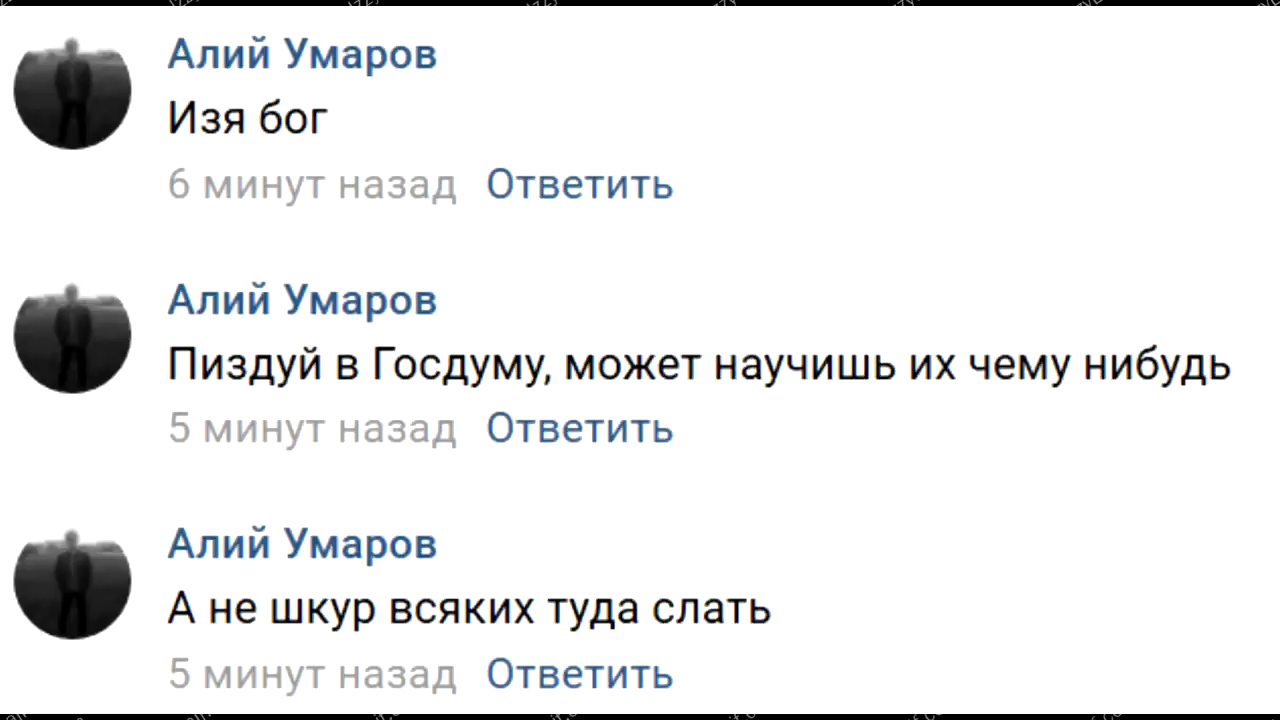 Алий Умаров
Изя бог
6 минут назад Ответить
Алий Умаров
Пиздуй в Госдуму, может научишь их чему нибудь
5 минут назад Ответить
Алий Умаров
А не шкур всяких туда слать
5 минут назад Ответить